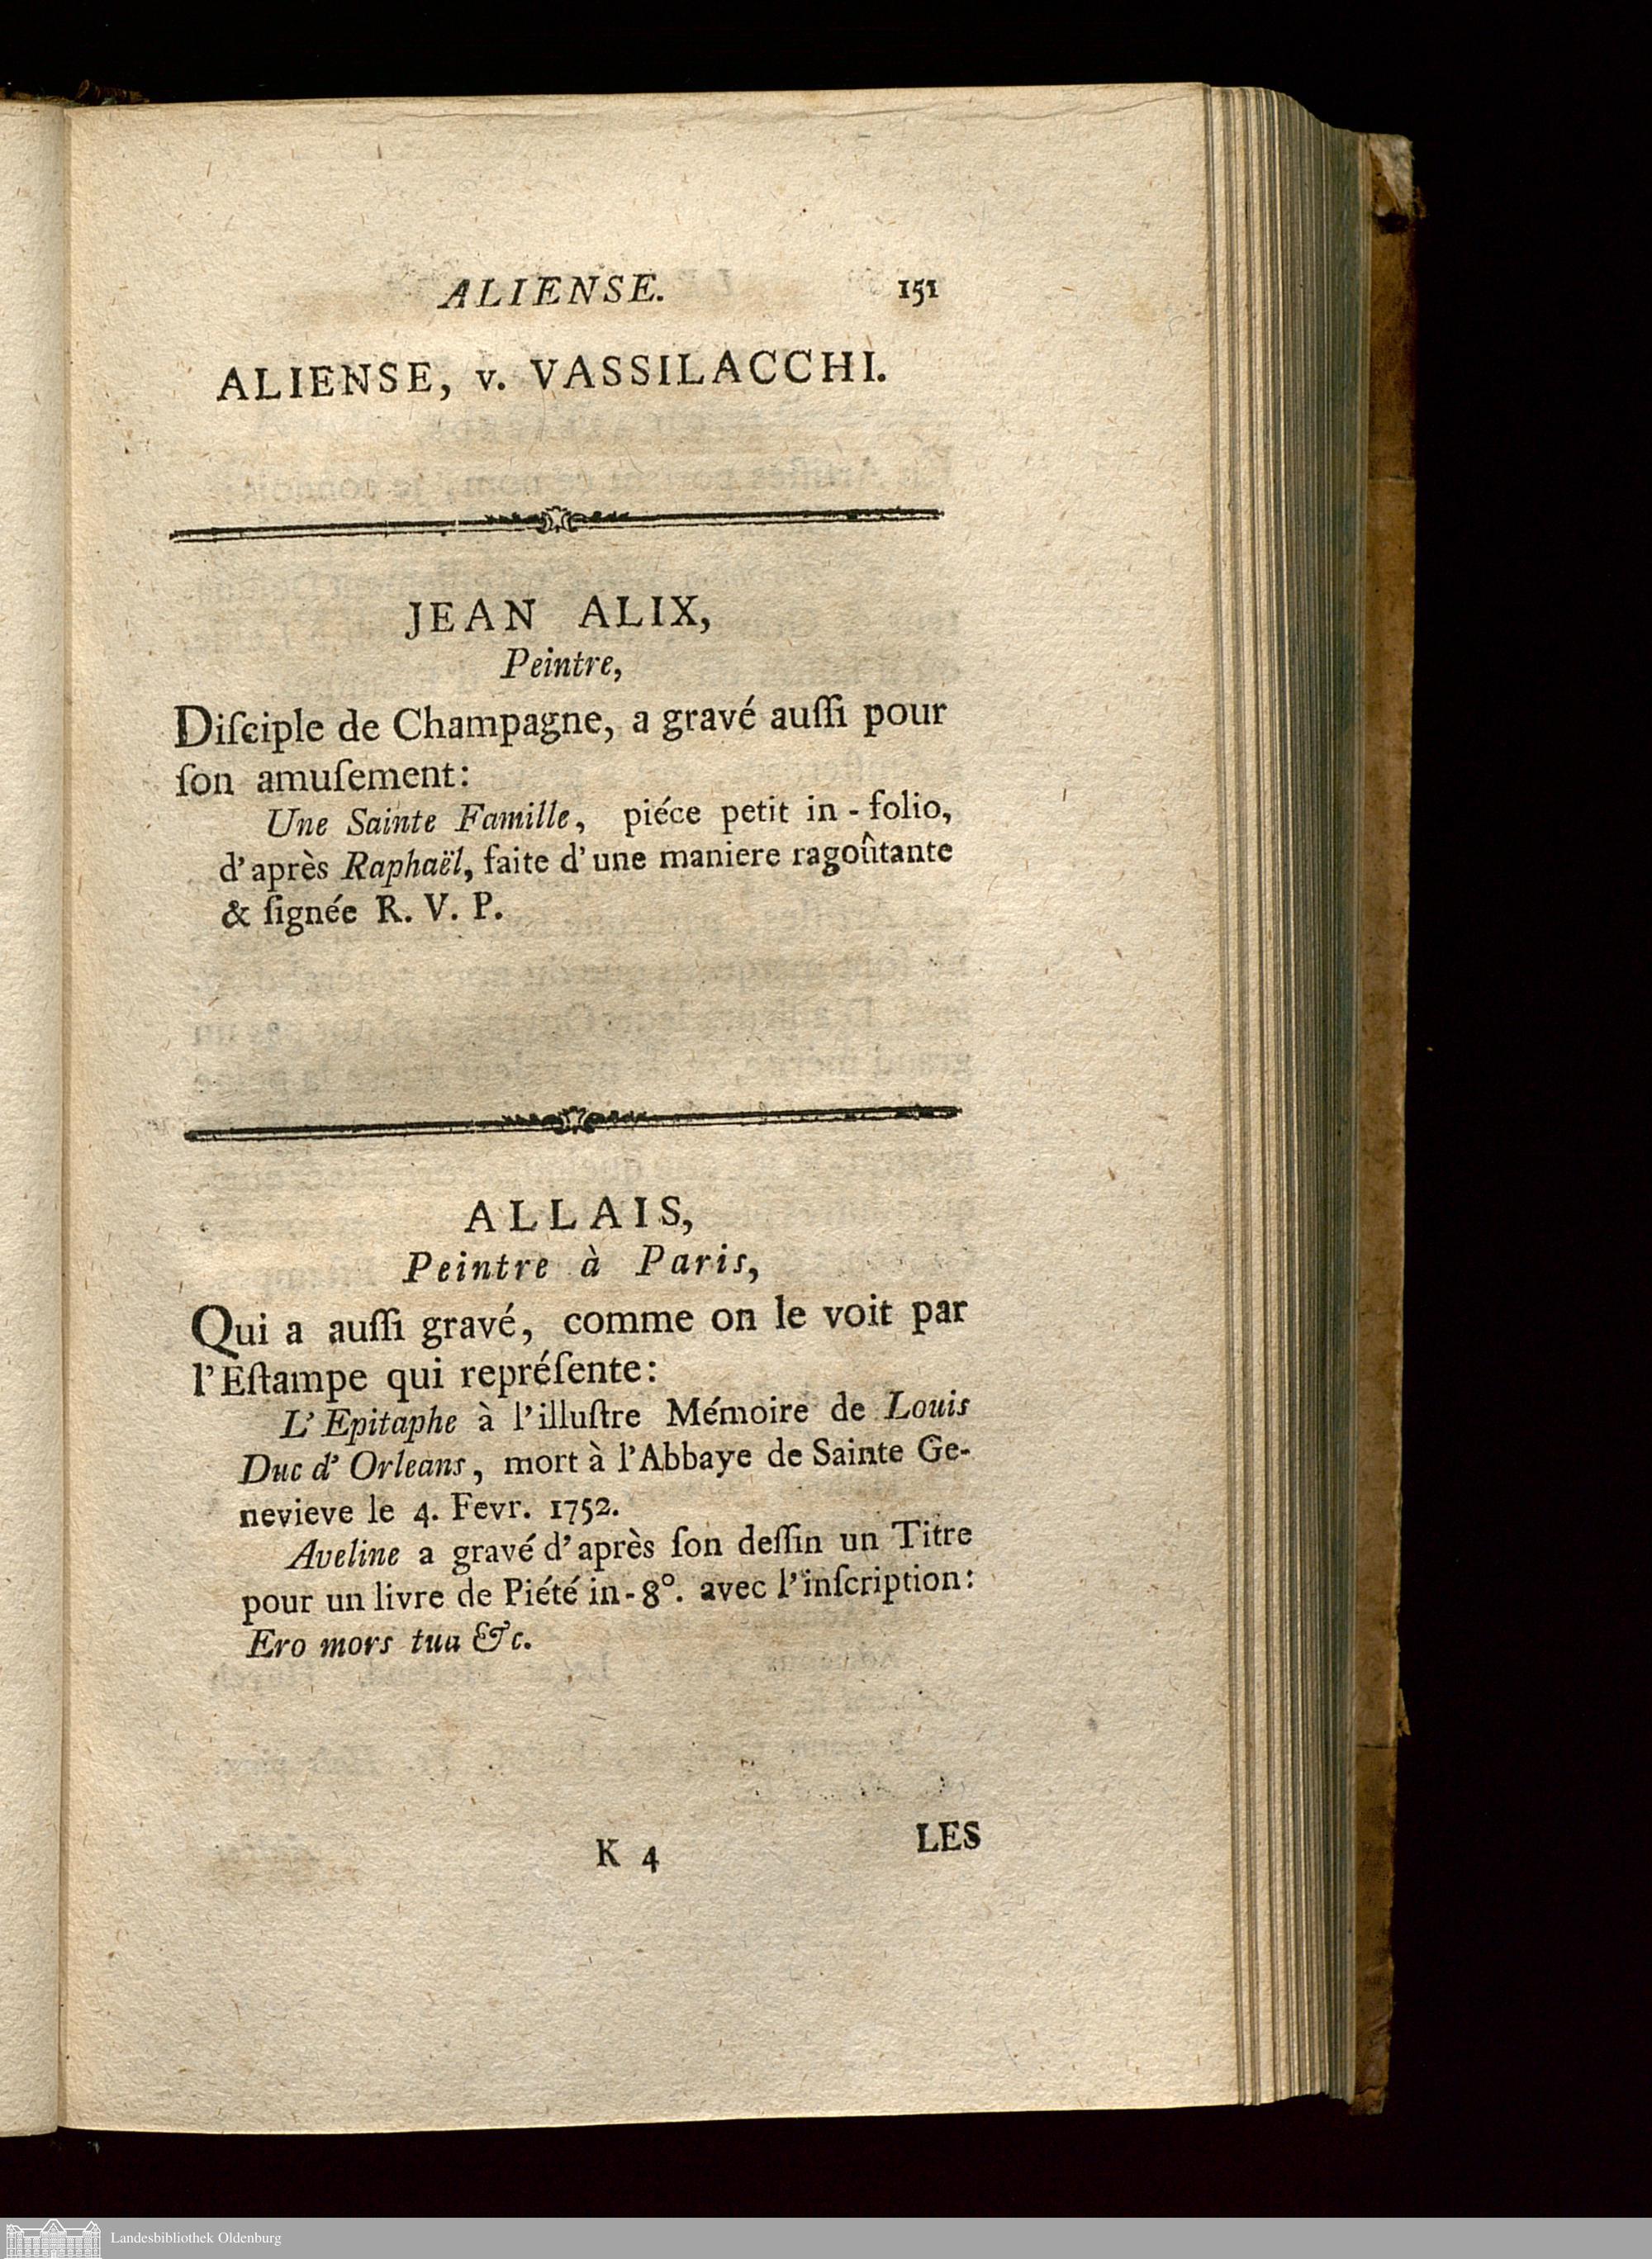 ALIENSE. 151
ALIENSE, v. VASSILACCHI.
JEAN ALIX,
Peintre,
Diſciple de Champagne, a gravé auſſi pour
ſon amuſement:
Une Sainte Famille, piéce petit in-folio,
d'après Raphaël, faite d'une maniere ragoûtante
& ſignée R. V. P.
ALLAIS,
Peintre à Paris,
Qui a auſſi gravé, comme on le voit par
l'Eſtampe qui repréſente:
L'Epitaphe à l'illuſtre Mémoire de Louis
Duc d'Orleans, mort à l'Abbaye de Sainte Ge-
nevieve le 4. Fevr. 1752.
Aveline a gravé d'après ſon deſſin un Titre
pour un livre de Piété in-8°. avec l'inſcription:
Ero mors tua &c.
K 4 LES
Landesbibliothek Oldenburg